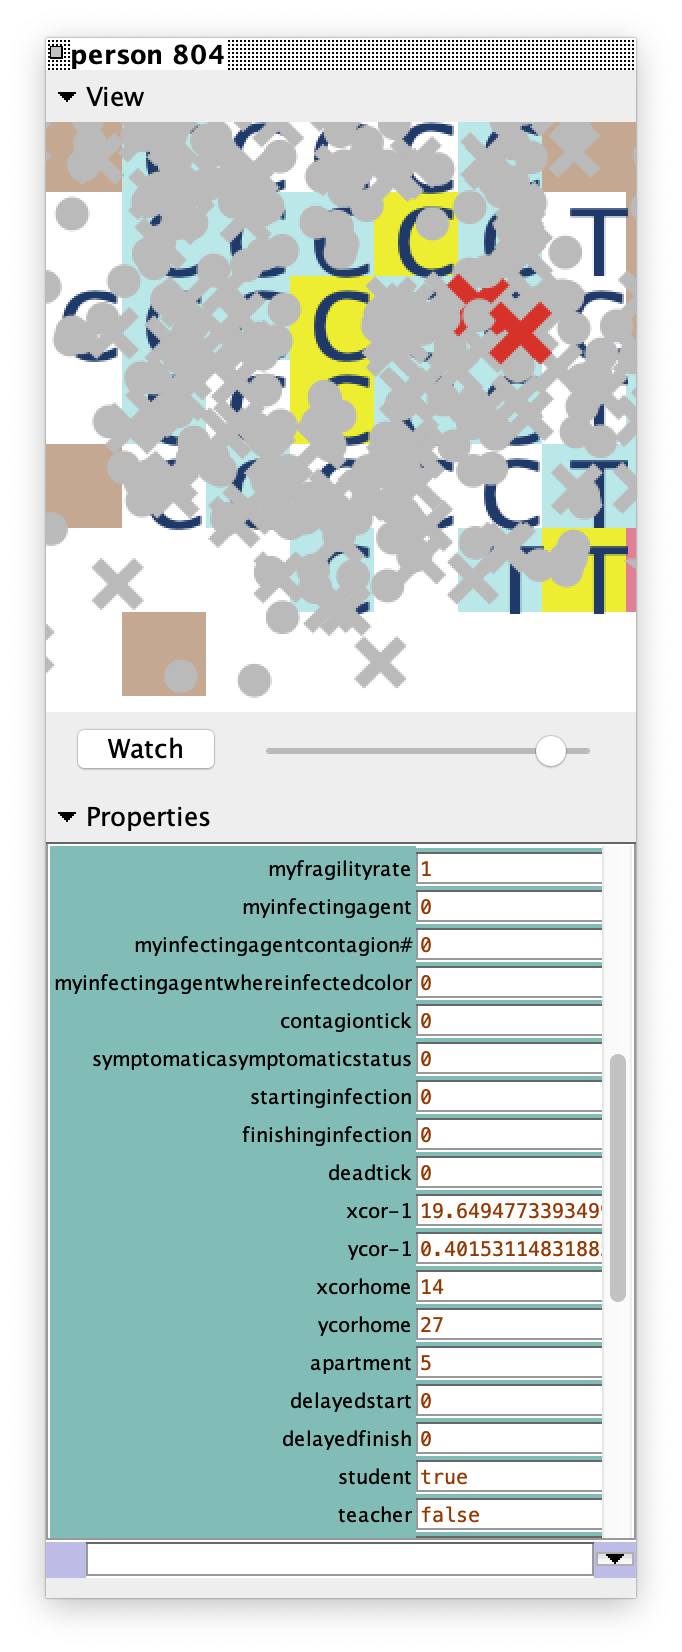 person 804
View
C C
C C C C C T
C C C C C
C
C C C C T
C T T
Watch
Properties
myfragilityrate 1
myinfectingagent 0
myinfectingagentcontagion# 0
myinfectingagentwhereinfectedcolor 0
contagiontick 0
symptomaticasymptomaticstatus 0
startinginfection 0
finishinginfection 0
deadtick 0
xcor-1 19.649477339349
ycor-1 0.401531148318
xcorhome 14
ycorhome 27
apartment 5
delayedstart 0
delayedfinish 0
student true
teacher false